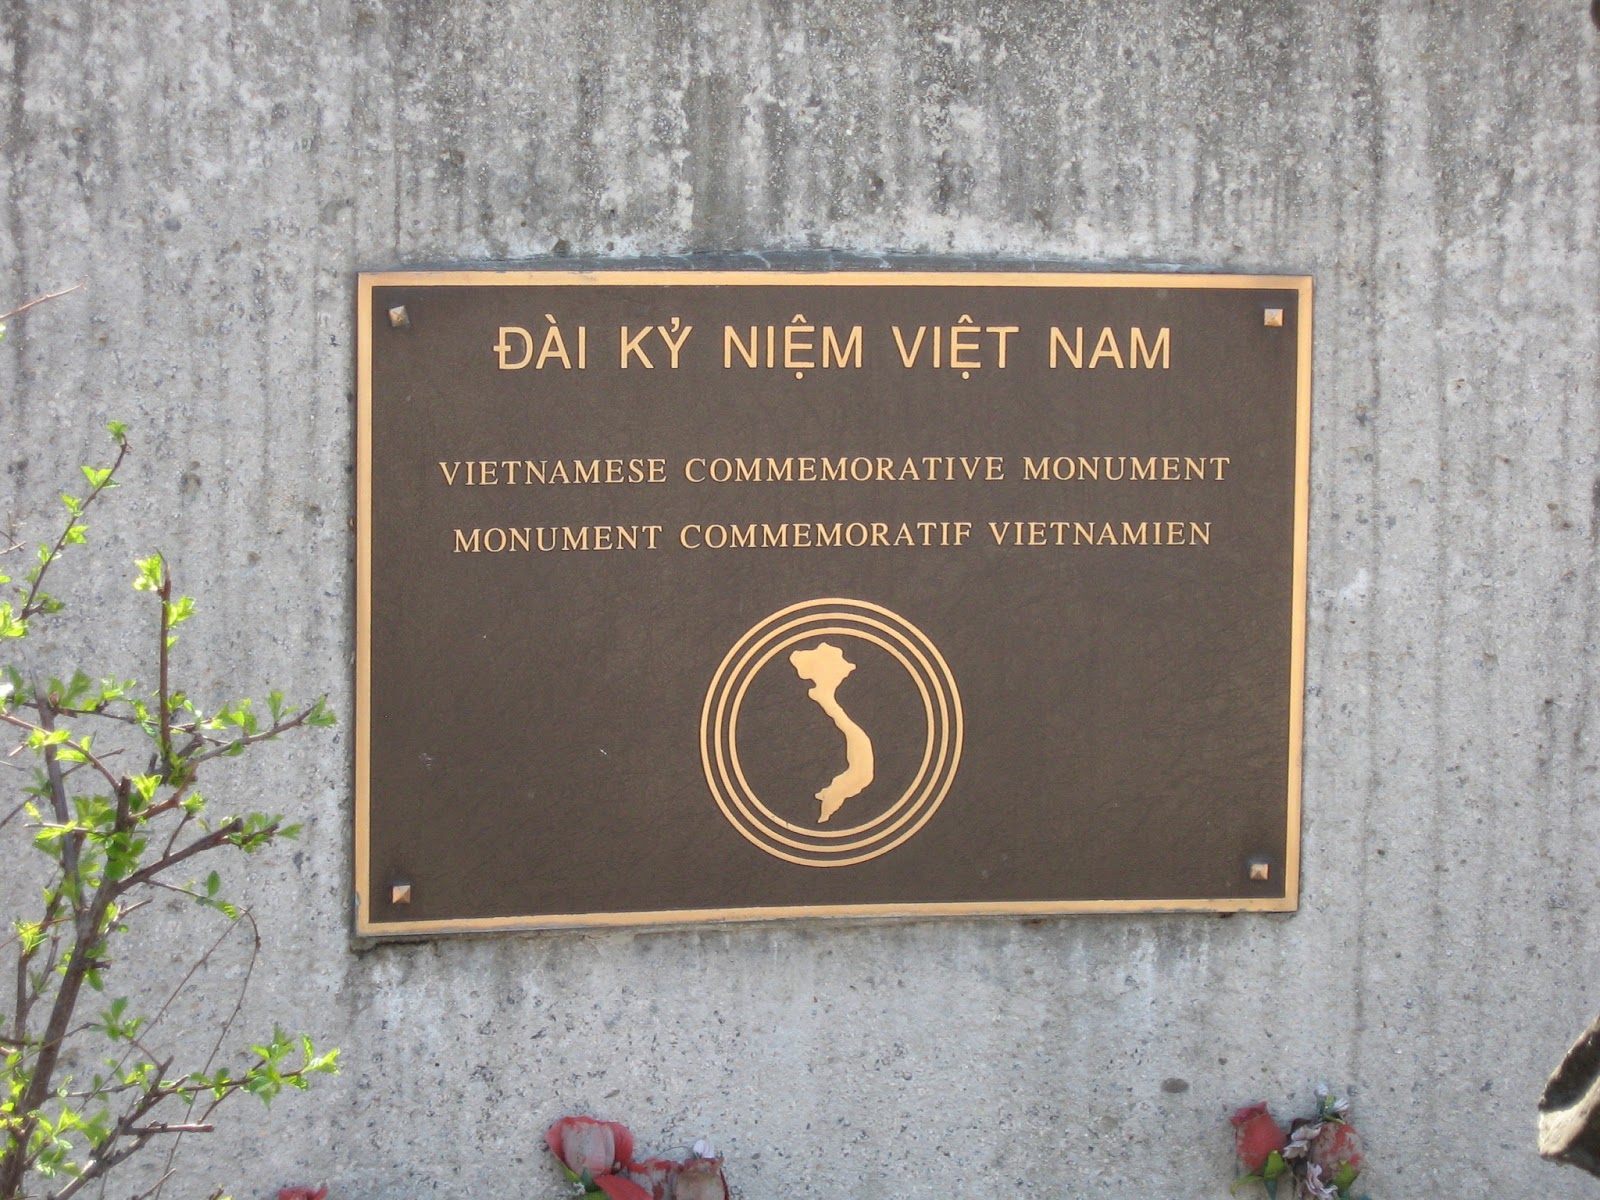 ĐÀI KỶ NIỆM VIỆT NAM
VIETNAMESE COMMEMORATIVE MONUMENT
MONUMENT COMMEMORATIF VIETNAMIEN